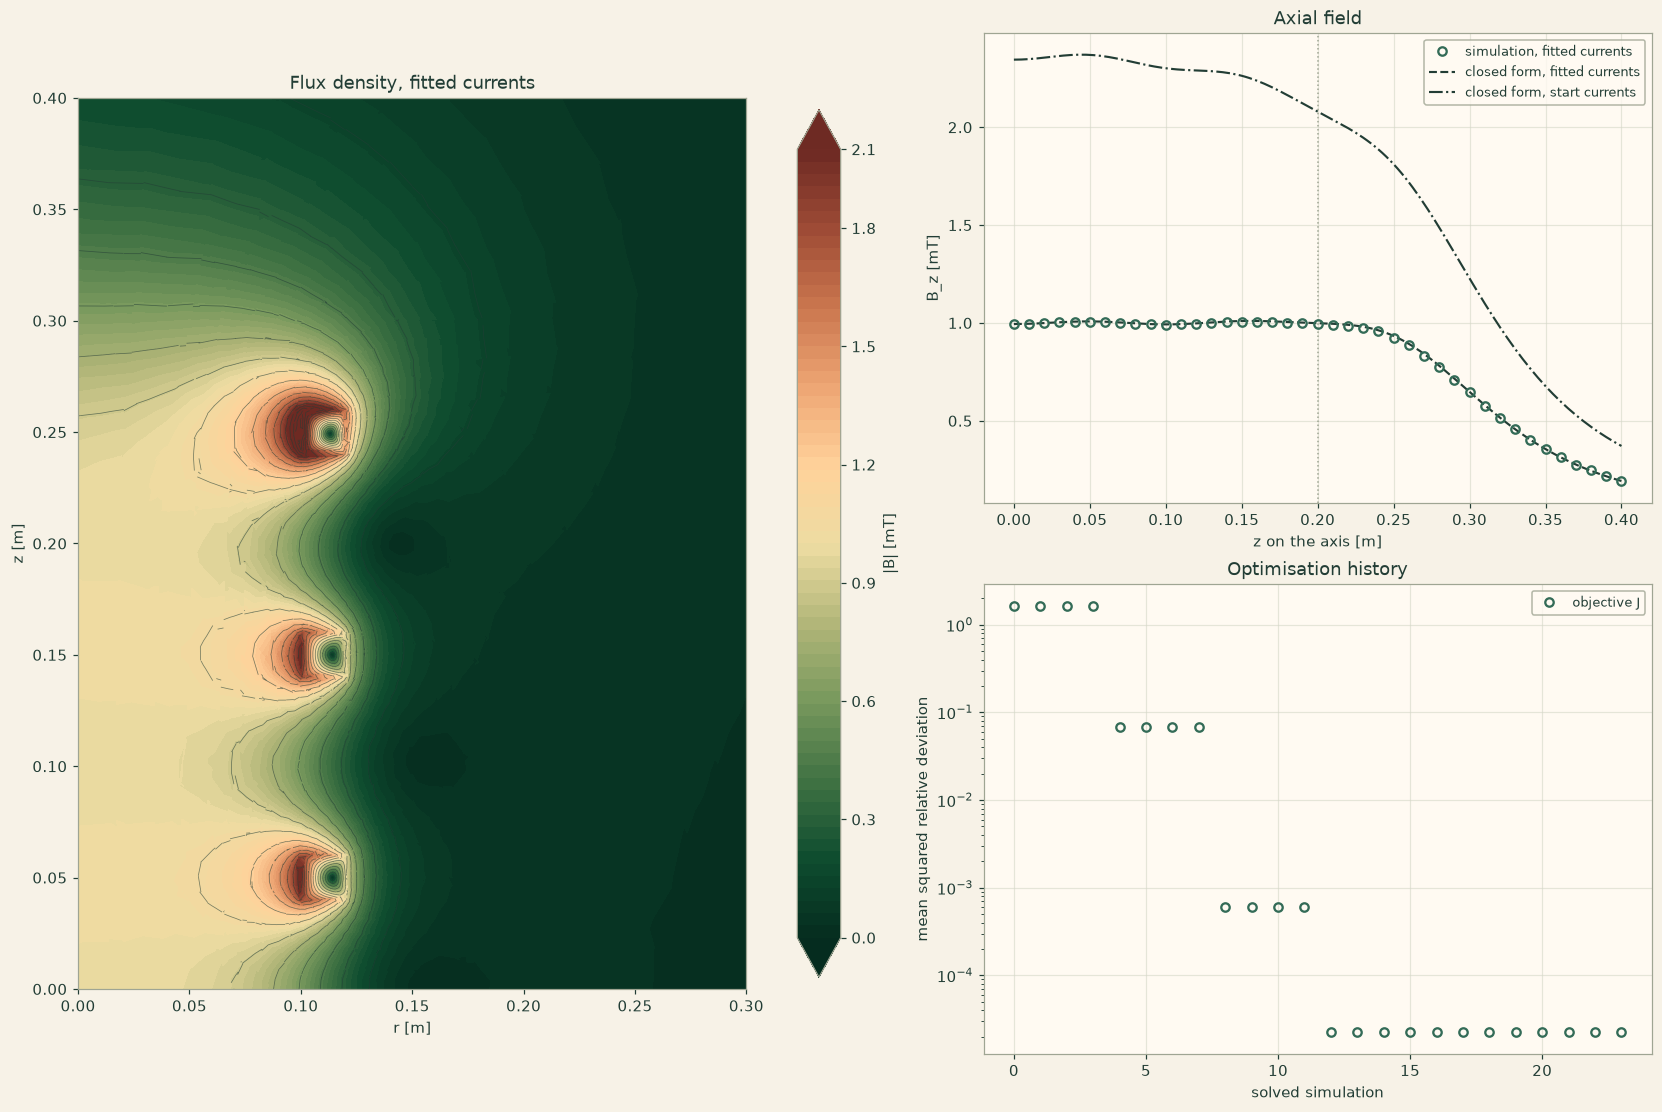 Flux density, fitted currents
0.40
0.35
0.30
0.25
0.20
0.15
0.10
0.05
0.00
z [m]
0.00 0.05 0.10 0.15 0.20 0.25 0.30
r [m]
2.1
1.8
1.5
1.2
0.9
0.6
0.3
0.0
|B| [mT]
Axial field
simulation, fitted currents
closed form, fitted currents
closed form, start currents
2.0
1.5
1.0
0.5
B_z [mT]
0.00 0.05 0.10 0.15 0.20 0.25 0.30 0.35 0.40
z on the axis [m]
Optimisation history
objective J
10⁰
10⁻¹
10⁻²
10⁻³
10⁻⁴
mean squared relative deviation
0 5 10 15 20
solved simulation